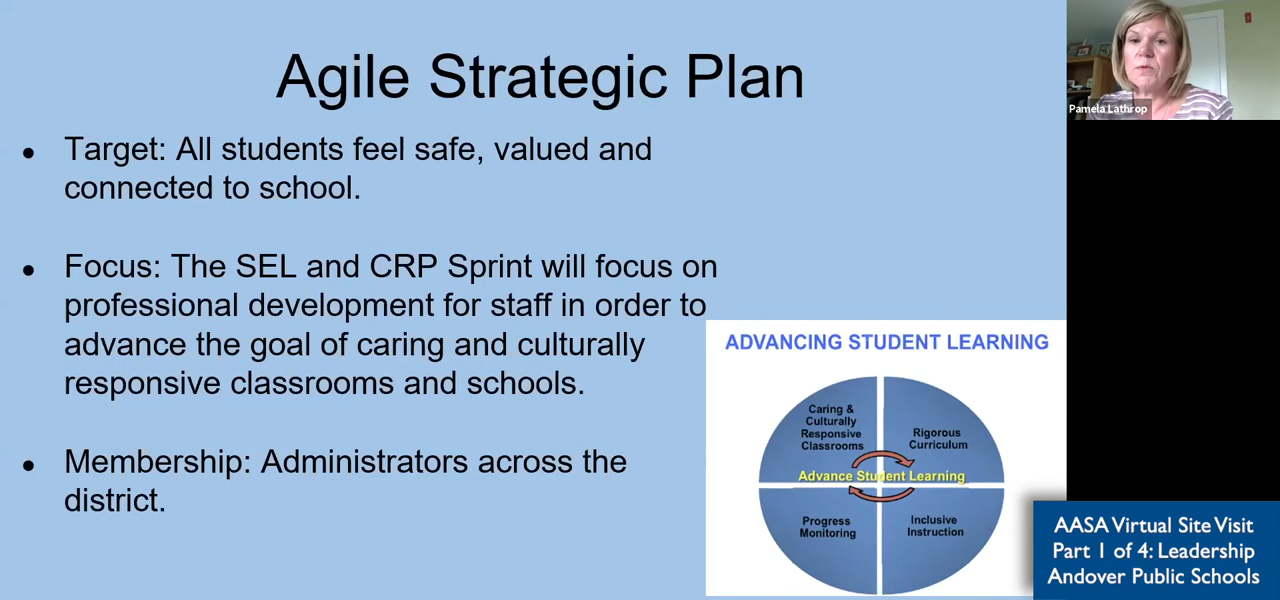 Agile Strategic Plan
Pamela Lathrop
● Target: All students feel safe, valued and
connected to school.
● Focus: The SEL and CRP Sprint will focus on
professional development for staff in order to
advance the goal of caring and culturally
responsive classrooms and schools.
● Membership: Administrators across the
district.
ADVANCING STUDENT LEARNING
Caring &
Culturally
Responsive
Classrooms
Rigorous
Curriculum
Advance Student Learning
Progress
Monitoring
Inclusive
Instruction
AASA Virtual Site Visit
Part 1 of 4: Leadership
Andover Public Schools